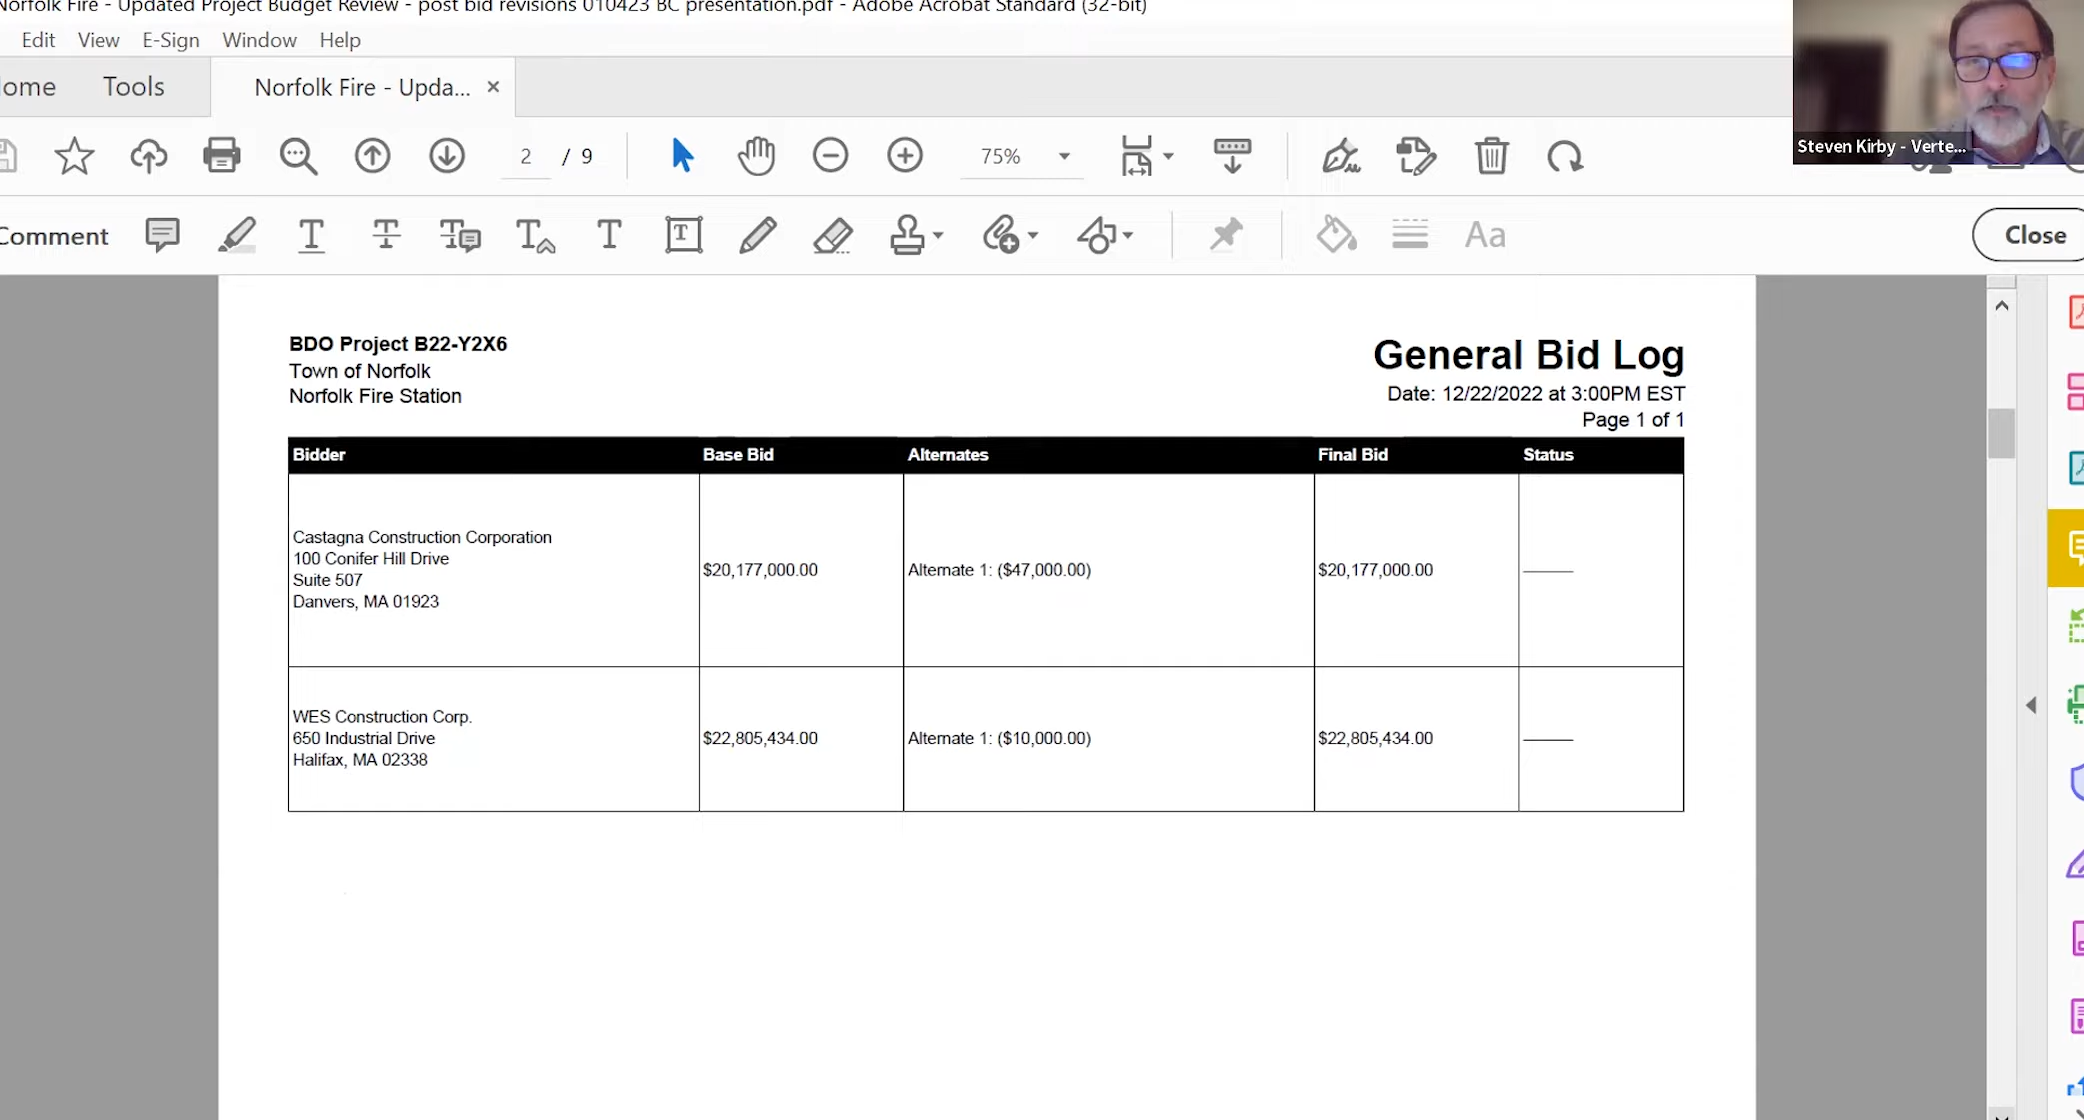 Norfolk Fire - Updated Project Budget Review - post bid revisions 010423 BC presentation.pdf - Adobe Acrobat Standard (32-bit)
Edit View E-Sign Window Help
Tools Norfolk Fire - Upda... ×
2 / 9 75%
Steven Kirby - Verte...
Comment T T T T T T Aa Close
BDO Project B22-Y2X6
Town of Norfolk
Norfolk Fire Station
General Bid Log
Date: 12/22/2022 at 3:00PM EST
Page 1 of 1
Bidder Base Bid Alternates Final Bid Status
Castagna Construction Corporation
100 Conifer Hill Drive
Suite 507
Danvers, MA 01923
$20,177,000.00 Alternate 1: ($47,000.00) $20,177,000.00
WES Construction Corp.
650 Industrial Drive
Halifax, MA 02338
$22,805,434.00 Alternate 1: ($10,000.00) $22,805,434.00